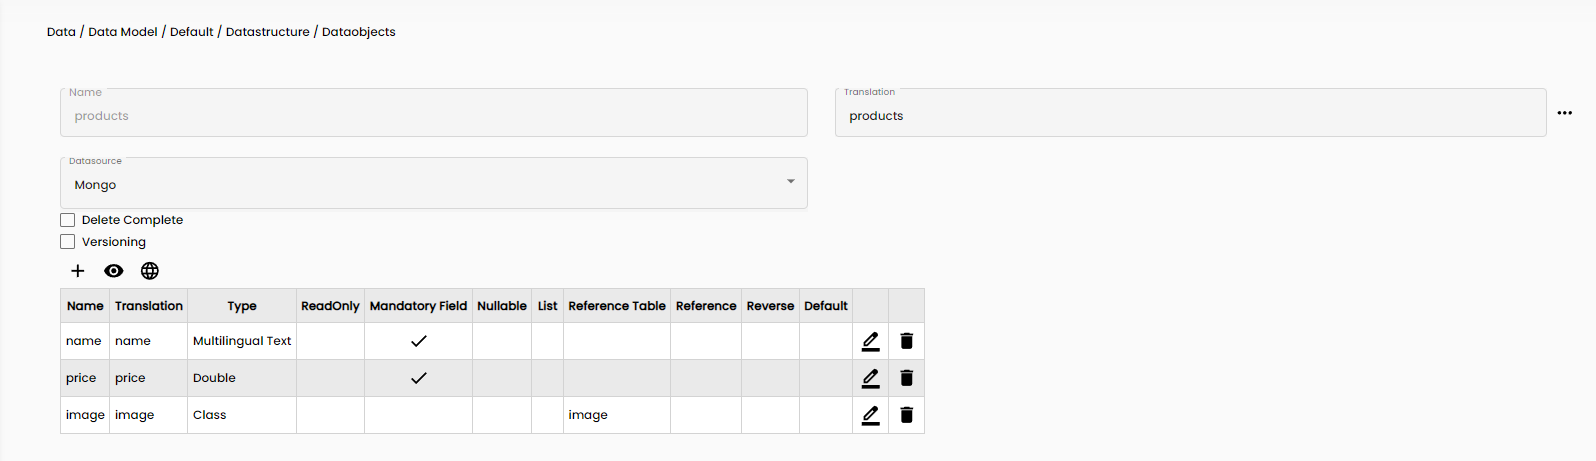 Data / Data Model / Default / Datastructure / Dataobjects
Name
products
Translation
products
Datasource
Mongo
Delete Complete
Versioning
Name Translation Type ReadOnly Mandatory Field Nullable List Reference Table Reference Reverse Default
name name Multilingual Text
price price Double
image image Class image